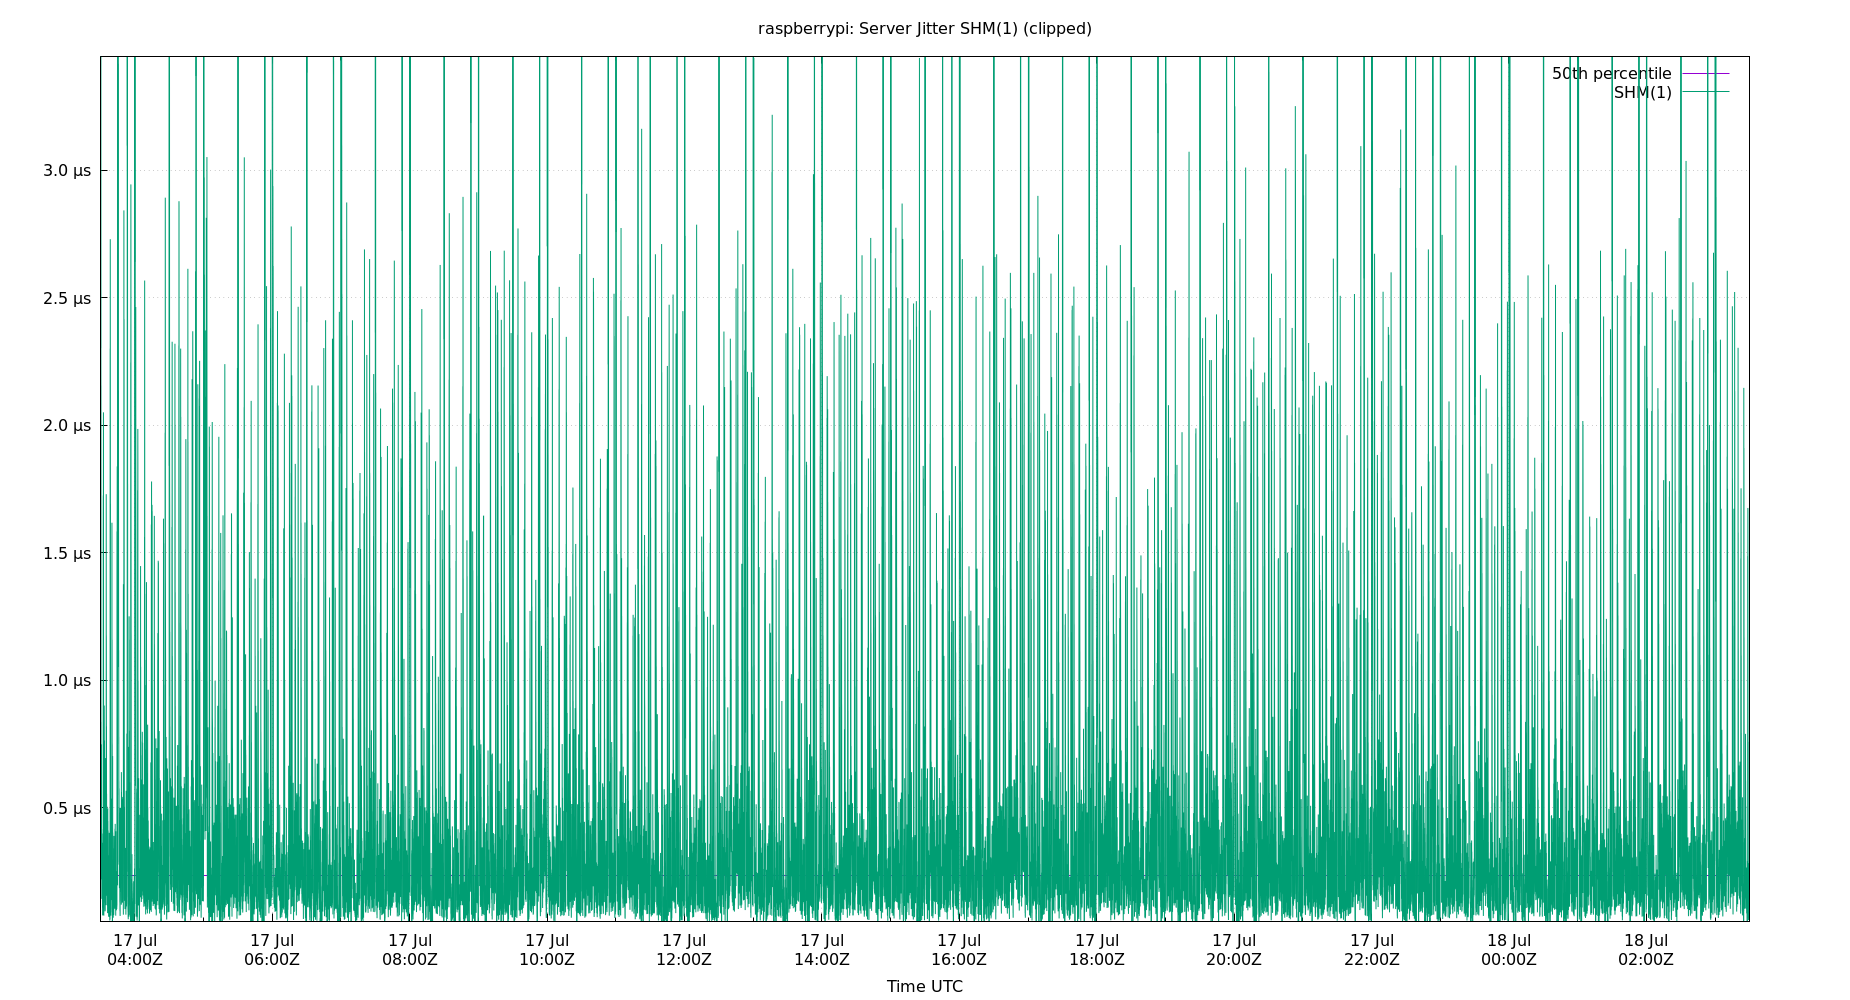 raspberrypi: Server Jitter SHM(1) (clipped)
50th percentile
SHM(1)
3.0 µs
2.5 µs
2.0 µs
1.5 µs
1.0 µs
0.5 µs
17 Jul 17 Jul 17 Jul 17 Jul 17 Jul 17 Jul 17 Jul 17 Jul 17 Jul 17 Jul 18 Jul 18 Jul
04:00Z 06:00Z 08:00Z 10:00Z 12:00Z 14:00Z 16:00Z 18:00Z 20:00Z 22:00Z 00:00Z 02:00Z
Time UTC